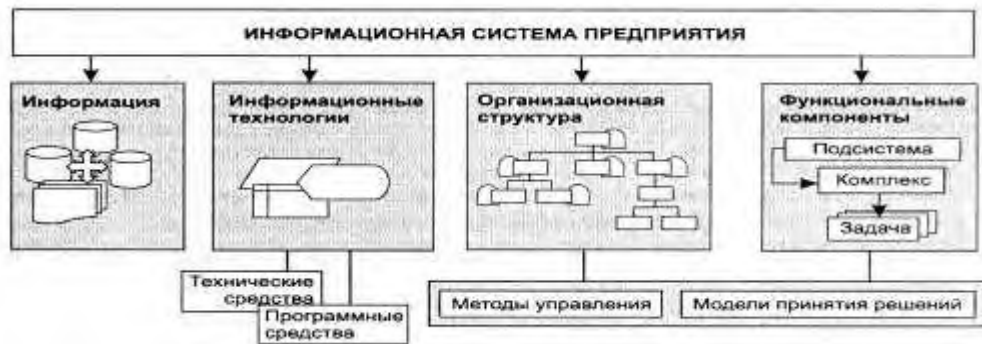 ИНФОРМАЦИОННАЯ СИСТЕМА ПРЕДПРИЯТИЯ
Информация
Информационные
технологии
Организационная
структура
Функциональные
компоненты
Подсистема
Комплекс
Задача
Технические
средства
Программные
средства
Методы управления
Модели принятия решений